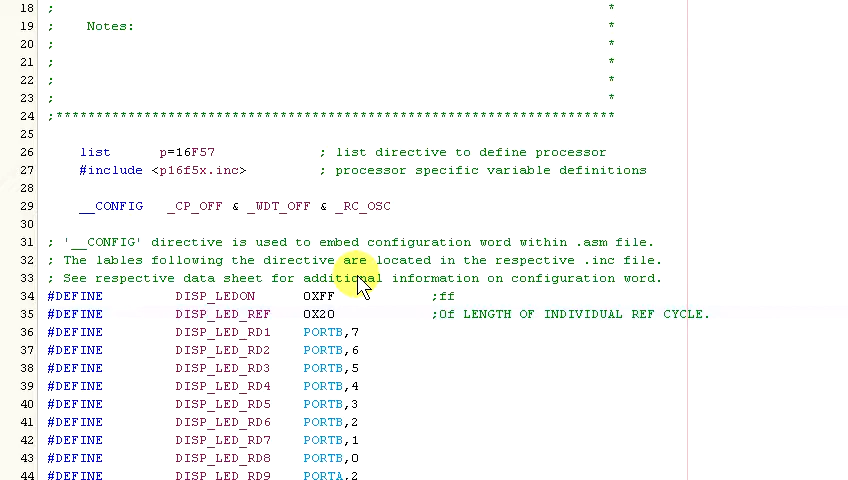 18 ; *
19 ; Notes: *
20 ; *
21 ; *
22 ; *
23 ; *
24 ;***********************************************************************
25
26 list p=16F57 ; list directive to define processor
27 #include <p16f5x.inc> ; processor specific variable definitions
28
29 __CONFIG _CP_OFF & _WDT_OFF & _RC_OSC
30
31 ; '__CONFIG' directive is used to embed configuration word within .asm file.
32 ; The lables following the directive are located in the respective .inc file.
33 ; See respective data sheet for additional information on configuration word.
34 #DEFINE DISP_LEDON 0XFF ;ff
35 #DEFINE DISP_LED_REF 0X20 ;Of LENGTH OF INDIVIDUAL REF CYCLE.
36 #DEFINE DISP_LED_RD1 PORTB,7
37 #DEFINE DISP_LED_RD2 PORTB,6
38 #DEFINE DISP_LED_RD3 PORTB,5
39 #DEFINE DISP_LED_RD4 PORTB,4
40 #DEFINE DISP_LED_RD5 PORTB,3
41 #DEFINE DISP_LED_RD6 PORTB,2
42 #DEFINE DISP_LED_RD7 PORTB,1
43 #DEFINE DISP_LED_RD8 PORTB,0
44 #DEFINE DISP_LED_RD9 PORTA,2